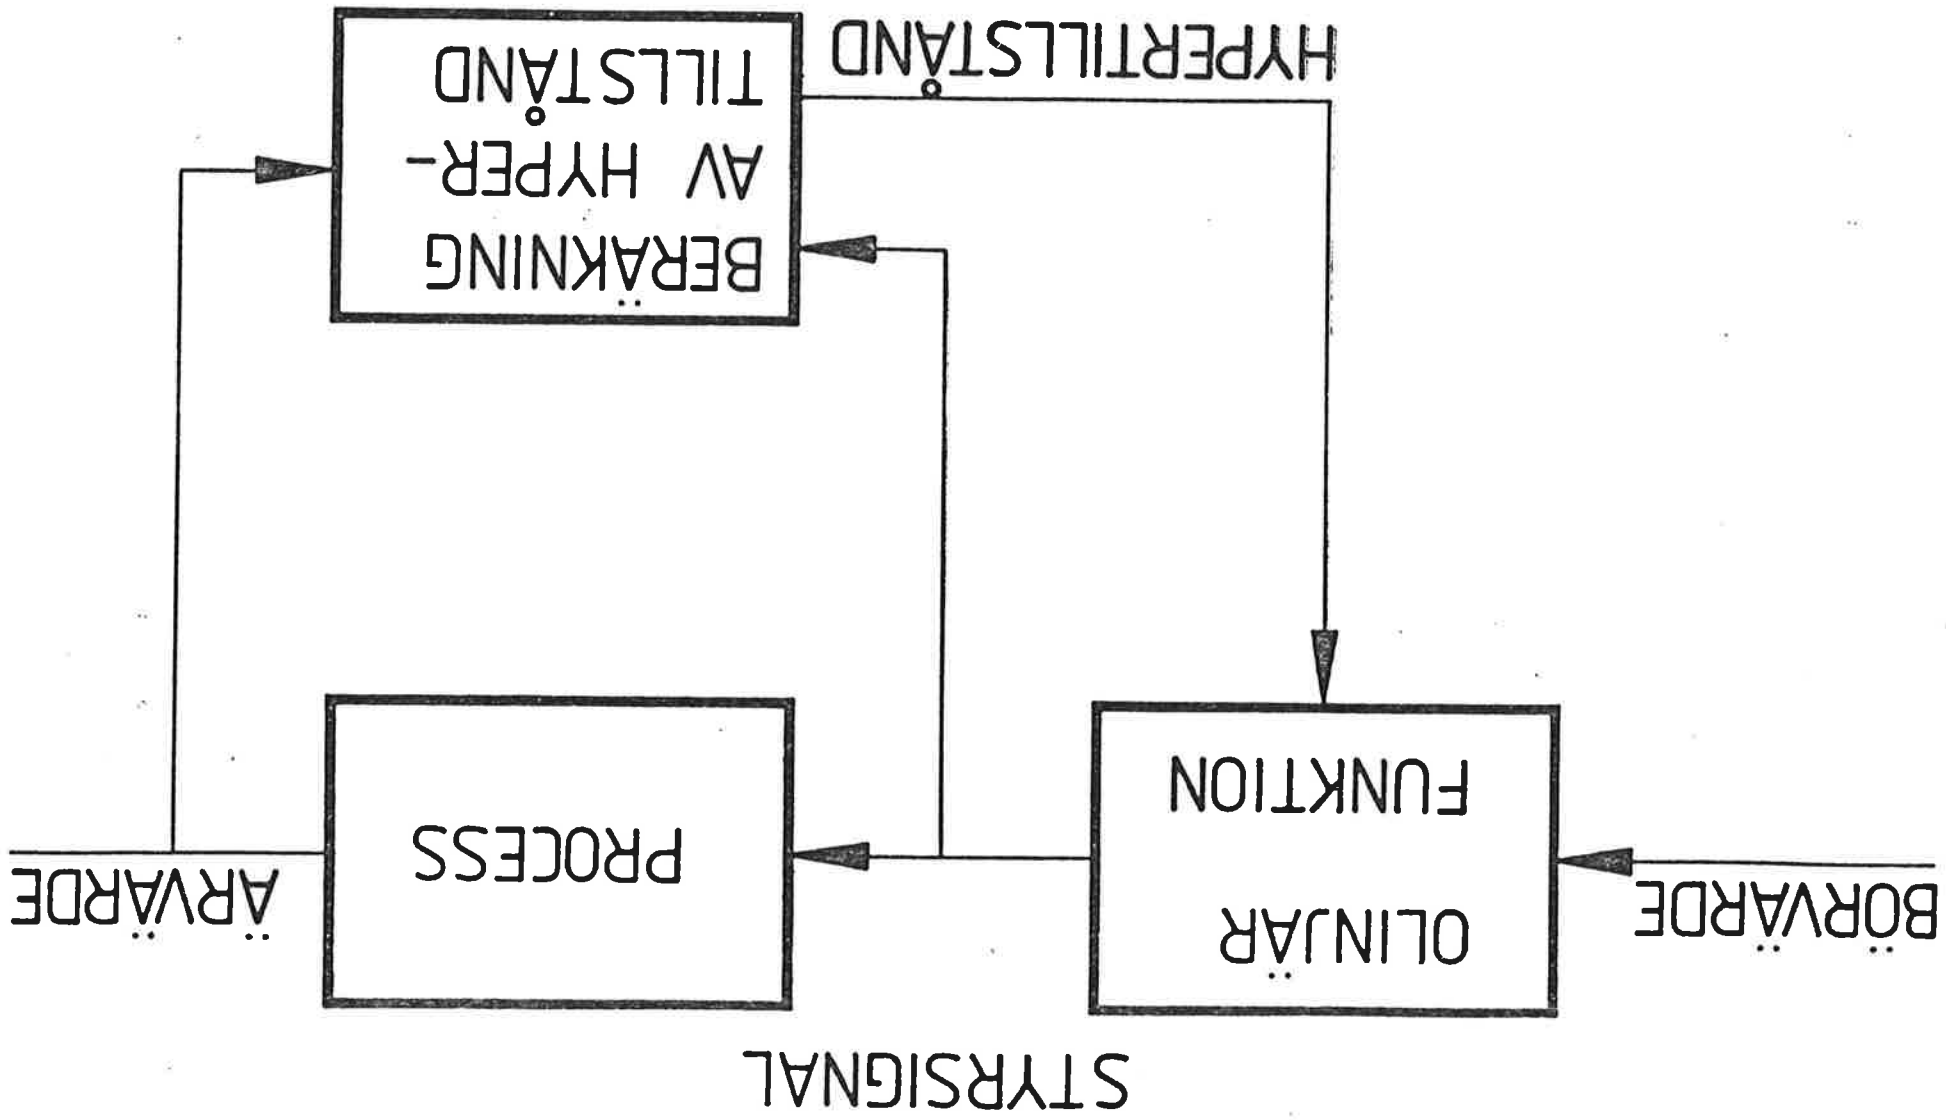 STYRSIGNAL
BÖRVÄRDE
OLINJÄR
FUNKTION
PROCESS
ÄRVÄRDE
BERÄKNING
AV HYPER-
TILLSTÅND
HYPERTILLSTÅND